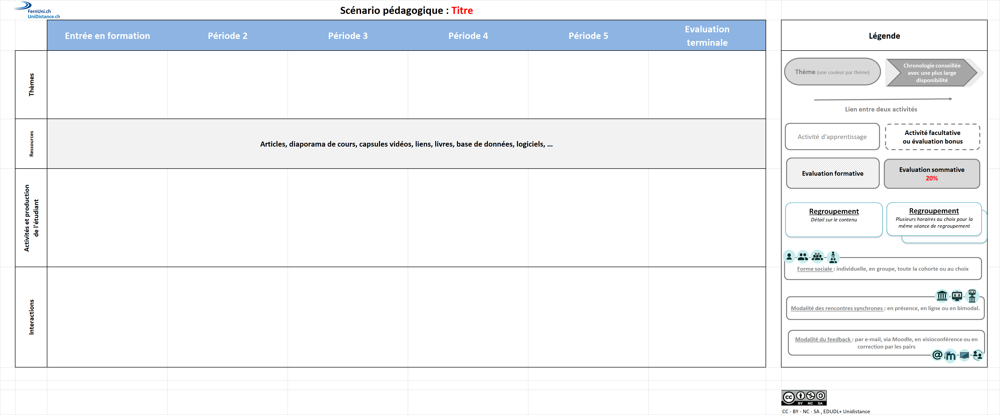 FernUni.ch
UniDistance.ch
Scénario pédagogique : Titre
Entrée en formation
Période 2
Période 3
Période 4
Période 5
Evaluation
terminale
Légende
Thèmes
Thème (une couleur par thème)
Chronologie conseillée
avec une plus large
disponibilité
Lien entre deux activités
Ressources
Articles, diaporama de cours, capsules vidéos, liens, livres, base de données, logiciels, ...
Activité d'apprentissage
Activité facultative
ou évaluation bonus
Activités et production
de l'étudiant
Evaluation formative
Evaluation sommative
20%
Regroupement
Détail sur le contenu
Regroupement
Plusieurs horaires au choix pour la
même séance de regroupement
OR
Forme sociale : individuelle, en groupe, toute la cohorte ou au choix
Interactions
Modalité des rencontres synchrones : en présence, en ligne ou en bimodal.
Modalité du feedback : par e-mail, via Moodle, en visioconférence ou en
correction par les pairs
@ m
cc
BY NC SA
CC - BY - NC - SA , EDUDL+ Unidistance